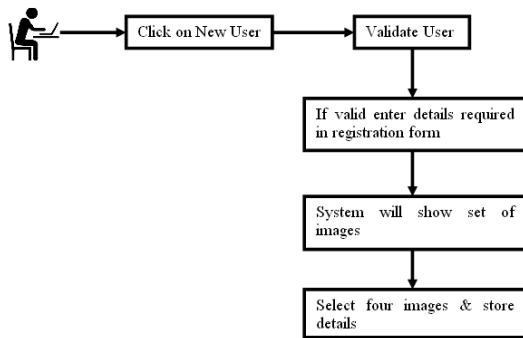 Click on New User
Validate User
If valid enter details required
in registration form
System will show set of
images
Select four images & store
details